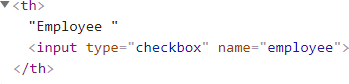 ▼<th>
"Employee "
<input type="checkbox" name="employee">
</th>